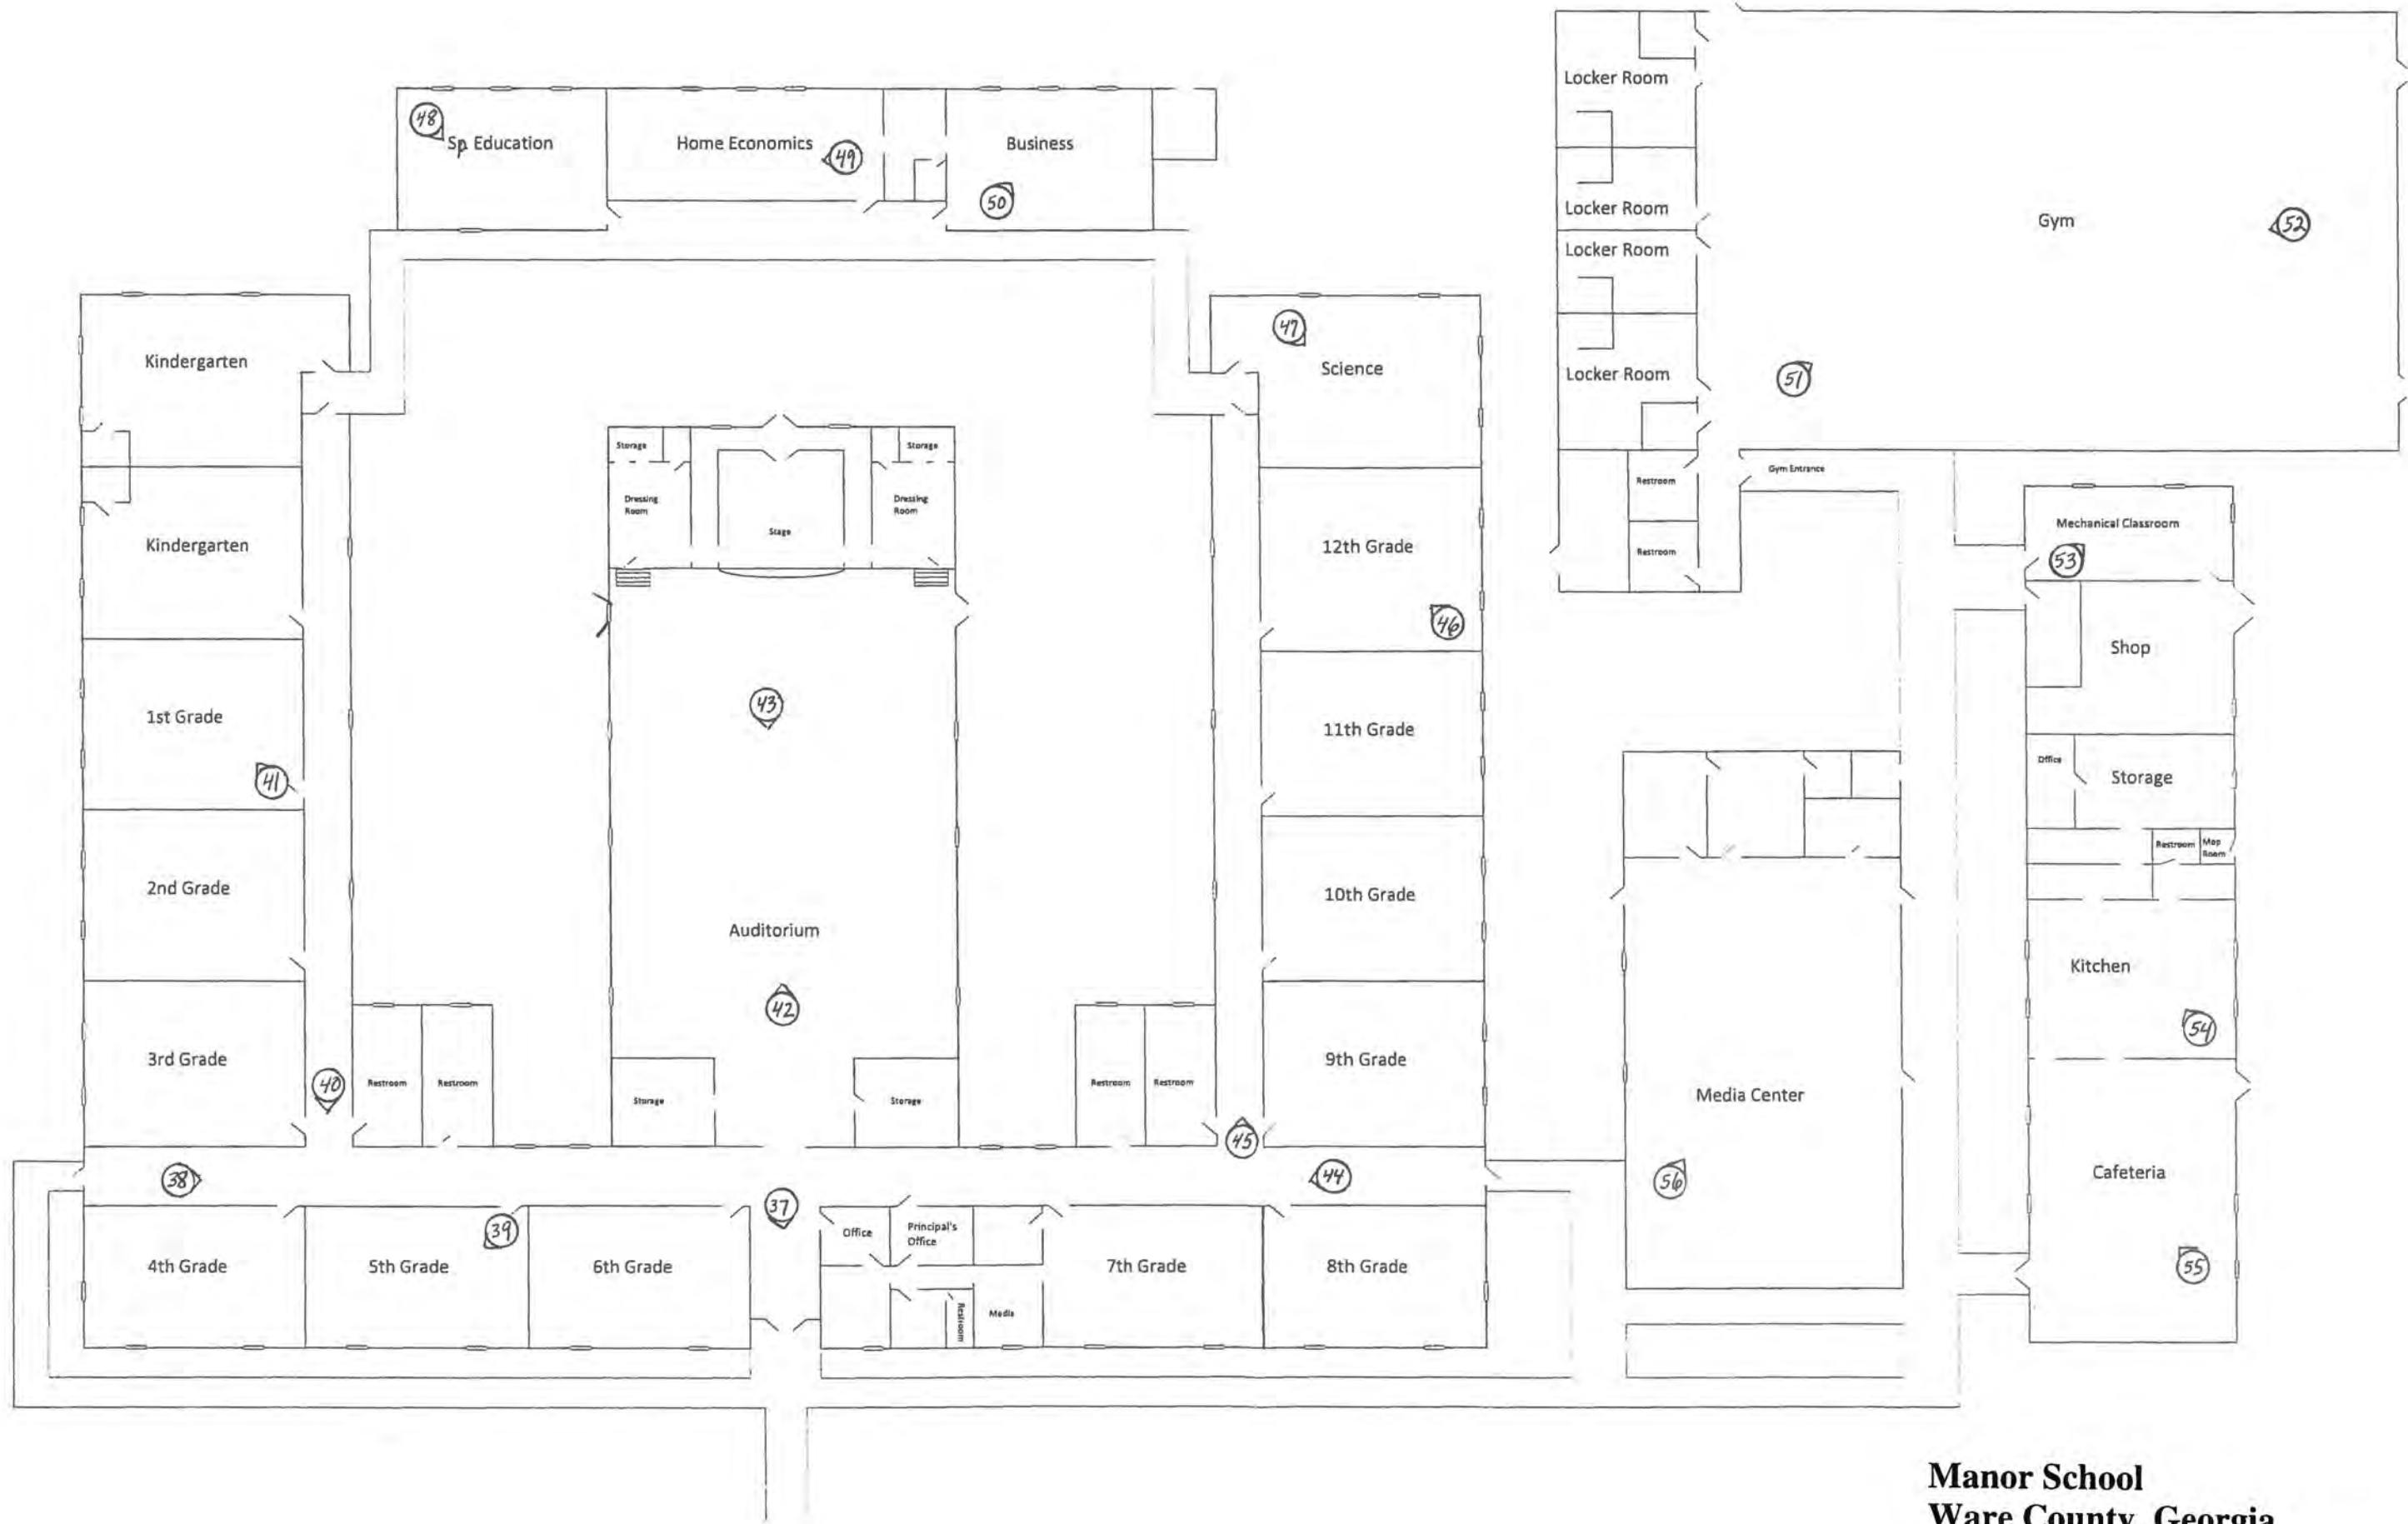 Locker Room
48
Sp. Education
Home Economics
49
Business
50
Locker Room
Locker Room
Gym
52
Kindergarten
47
Science
Locker Room
51
Storage
Storage
Dressing
Room
Dressing
Room
Stage
Restroom
Gym Entrance
Restroom
Mechanical Classroom
53
Kindergarten
12th Grade
46
Shop
1st Grade
41
43
11th Grade
Office
Storage
Restroom
Mop
Room
2nd Grade
Auditorium
10th Grade
Kitchen
54
42
3rd Grade
40
Restroom
Restroom
Storage
Storage
Restroom
Restroom
45
9th Grade
Media Center
56
Cafeteria
55
38
44
37
39
Office
Principal's
Office
4th Grade
5th Grade
6th Grade
Restroom
Media
7th Grade
8th Grade
Manor School
Ware County, Georgia